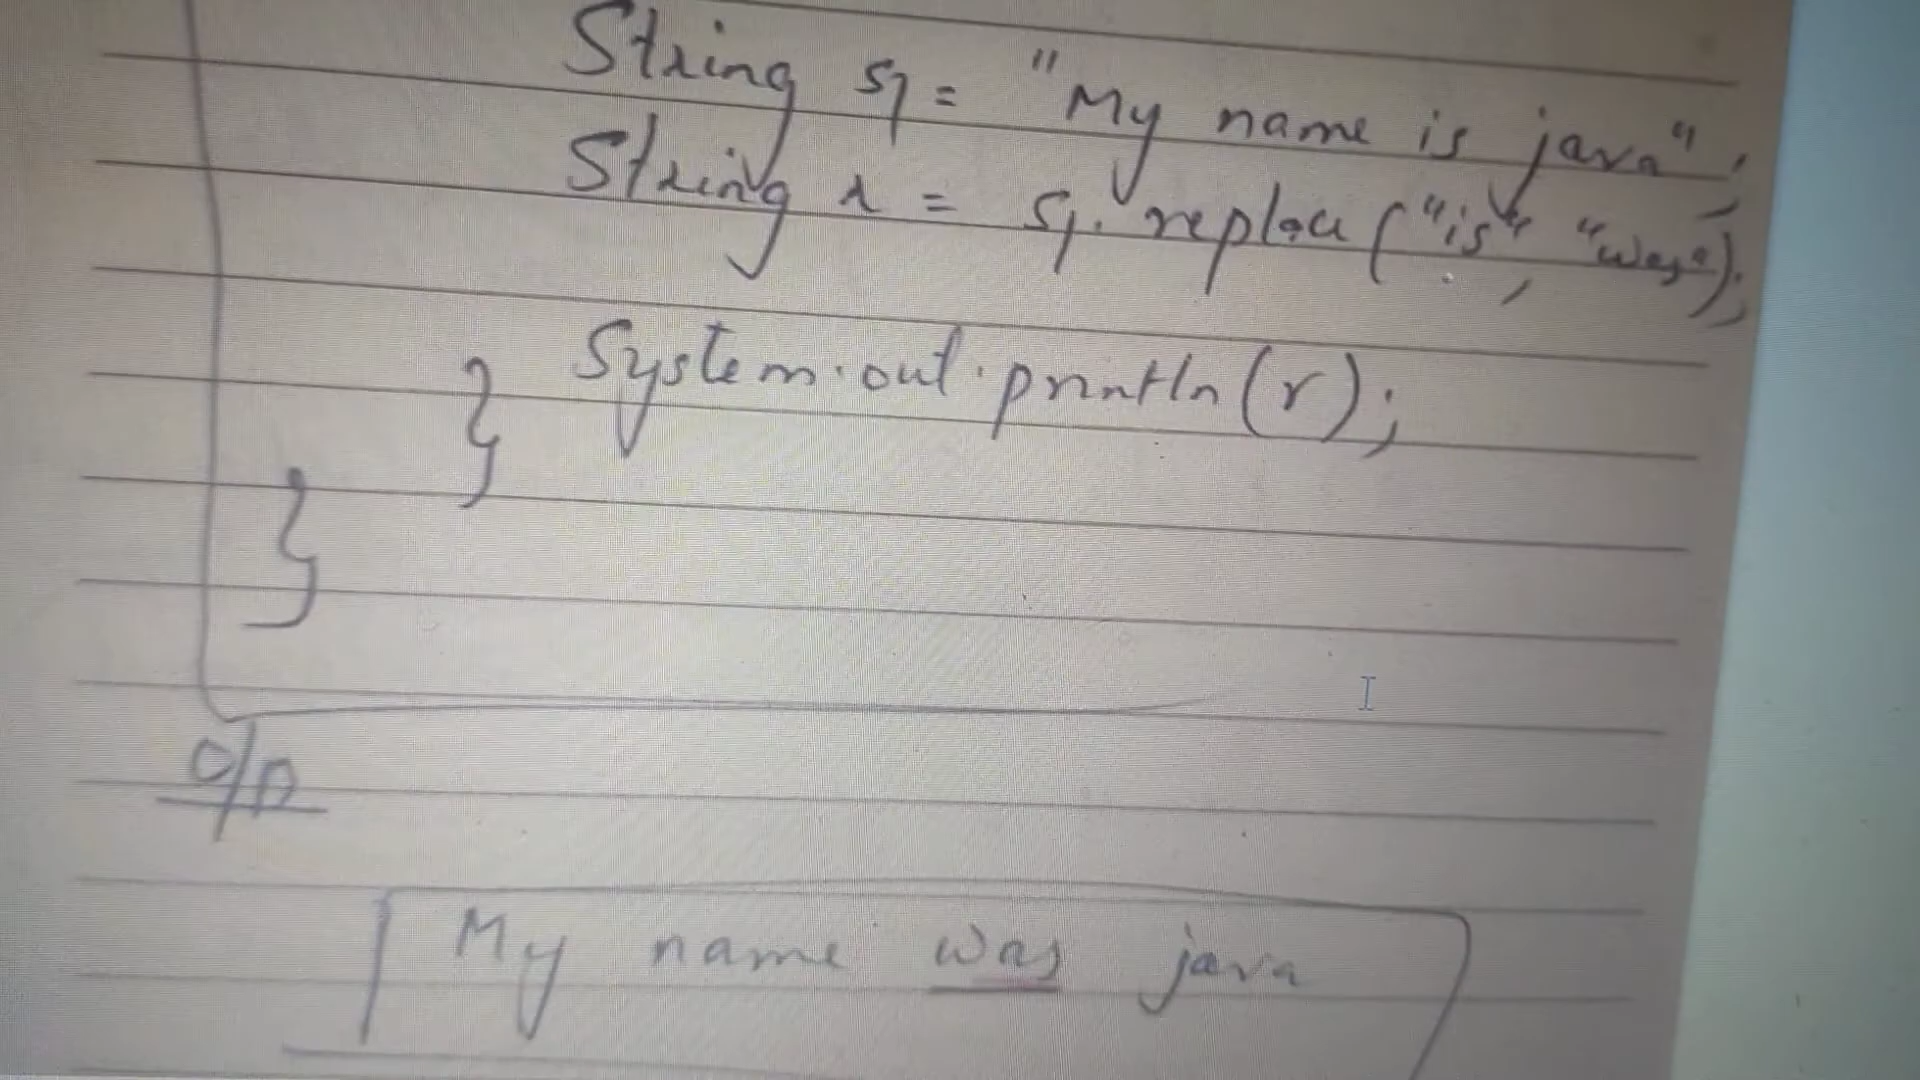 String s1 = "My name is java";
String r = s1.replace("is", "was");
System.out.println(r);
}
}
o/p
My name was java